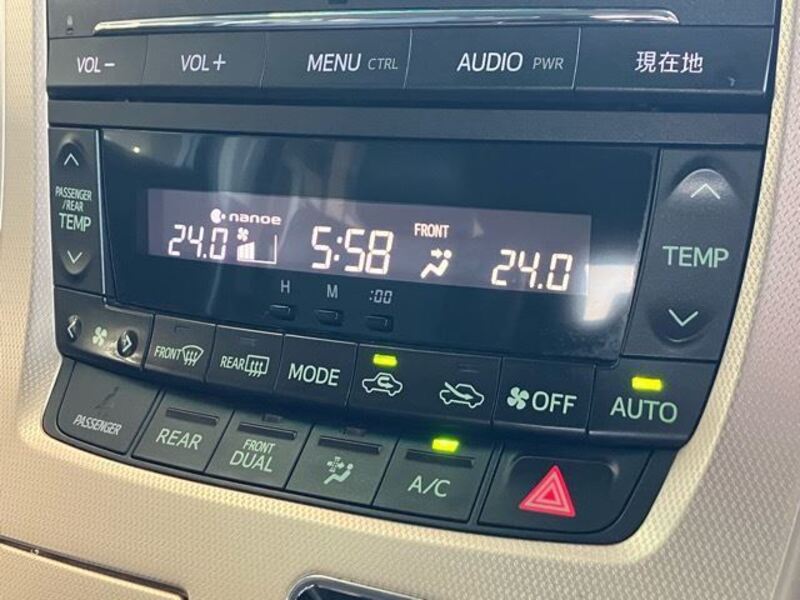 VOL− VOL+ MENU CTRL AUDIO PWR 現在地
PASSENGER
/REAR
TEMP
nanoe
24.0 5:58 FRONT 24.0
TEMP
H M :00
FRONT REAR MODE OFF AUTO
PASSENGER REAR FRONT
DUAL A/C